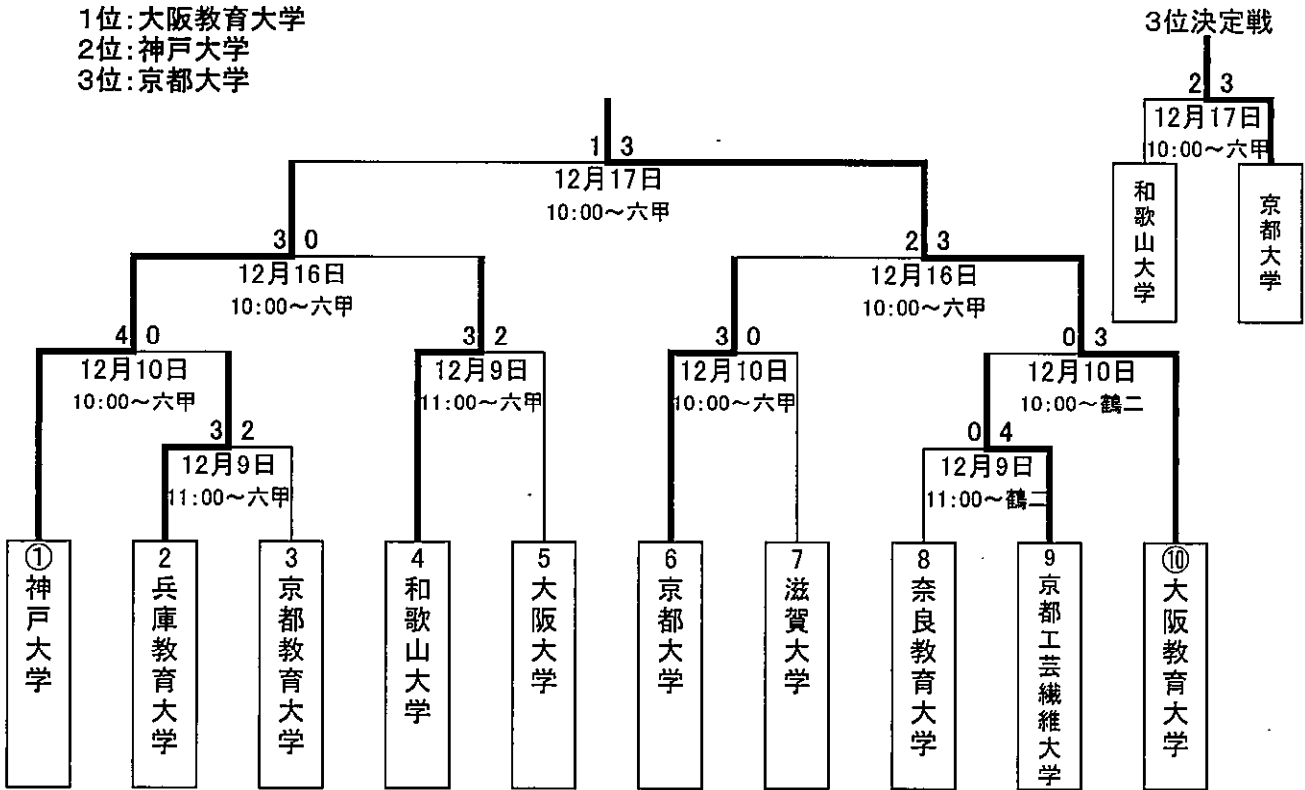 1位:大阪教育大学
2位:神戸大学
3位:京都大学
3位決定戦
2 3
12月17日
10:00～六甲
和歌山大学
京都大学
1 3
12月17日
10:00～六甲
3 0
12月16日
10:00～六甲
2 3
12月16日
10:00～六甲
4 0
12月10日
10:00～六甲
3 2
12月9日
11:00～六甲
3 0
12月10日
10:00～六甲
0 3
12月10日
10:00～鶴二
3 2
12月9日
11:00～六甲
0 4
12月9日
11:00～鶴二
①神戸大学
2兵庫教育大学
3京都教育大学
4和歌山大学
5大阪大学
6京都大学
7滋賀大学
8奈良教育大学
9京都工芸繊維大学
⑩大阪教育大学